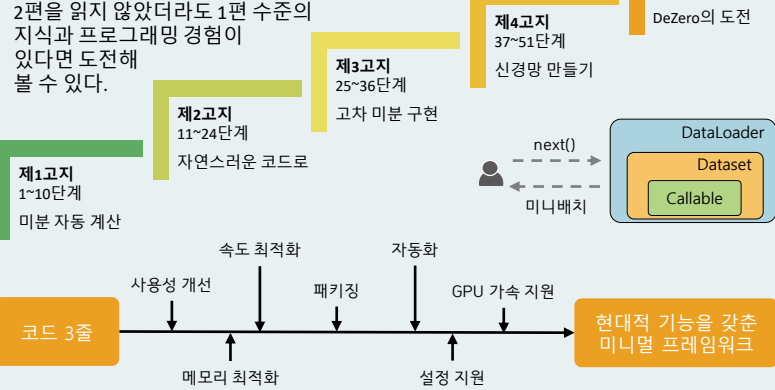 2편을 읽지 않았더라도 1편 수준의
지식과 프로그래밍 경험이
있다면 도전해
볼 수 있다.
DeZero의 도전
제4고지
37~51단계
신경망 만들기
제3고지
25~36단계
고차 미분 구현
제2고지
11~24단계
자연스러운 코드로
제1고지
1~10단계
미분 자동 계산
next()
미니배치
DataLoader
Dataset
Callable
속도 최적화
자동화
사용성 개선
패키징
GPU 가속 지원
코드 3줄
현대적 기능을 갖춘
미니멀 프레임워크
메모리 최적화
설정 지원